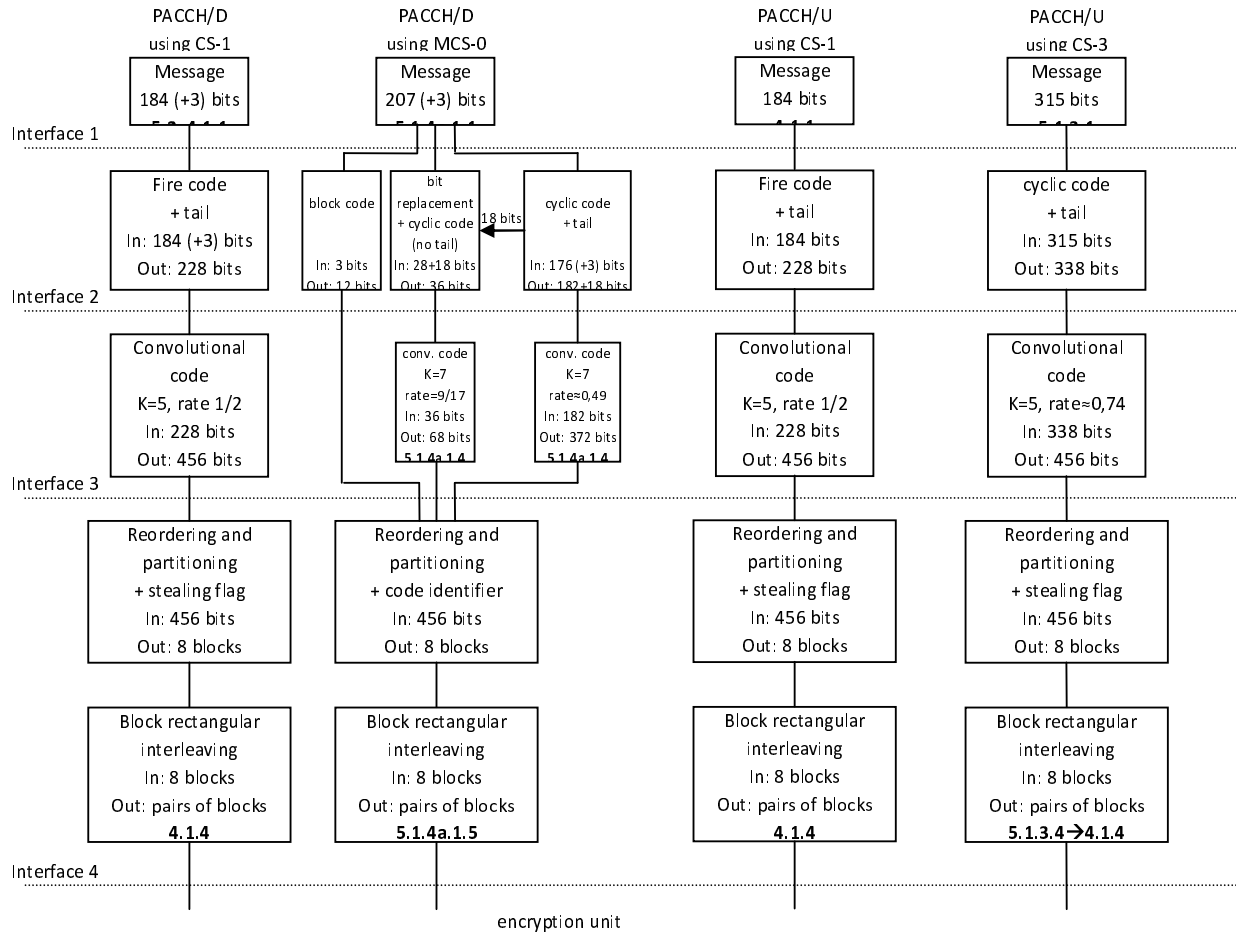 PACCH/D
using CS-1
Message
184 (+3) bits
PACCH/D
using MCS-0
Message
207 (+3) bits
PACCH/U
using CS-1
Message
184 bits
PACCH/U
using CS-3
Message
315 bits
Interface 1
Fire code
+ tail
In: 184 (+3) bits
Out: 228 bits
block code
In: 3 bits
Out: 12 bits
bit
replacement
+ cyclic code
(no tail)
In: 28+18 bits
Out: 36 bits
18 bits
cyclic code
+ tail
In: 176 (+3) bits
Out: 182+18 bits
Fire code
+ tail
In: 184 bits
Out: 228 bits
cyclic code
+ tail
In: 315 bits
Out: 338 bits
Interface 2
Convolutional
code
K=5, rate 1/2
In: 228 bits
Out: 456 bits
conv. code
K=7
rate=9/17
In: 36 bits
Out: 68 bits
5.1.4a.1.4
conv. code
K=7
rate≈0,49
In: 182 bits
Out: 372 bits
5.1.4a.1.4
Convolutional
code
K=5, rate 1/2
In: 228 bits
Out: 456 bits
Convolutional
code
K=5, rate≈0,74
In: 338 bits
Out: 456 bits
Interface 3
Reordering and
partitioning
+ stealing flag
In: 456 bits
Out: 8 blocks
Reordering and
partitioning
+ code identifier
In: 456 bits
Out: 8 blocks
Reordering and
partitioning
+ stealing flag
In: 456 bits
Out: 8 blocks
Reordering and
partitioning
+ stealing flag
In: 456 bits
Out: 8 blocks
Block rectangular
interleaving
In: 8 blocks
Out: pairs of blocks
4.1.4
Block rectangular
interleaving
In: 8 blocks
Out: pairs of blocks
5.1.4a.1.5
Block rectangular
interleaving
In: 8 blocks
Out: pairs of blocks
4.1.4
Block rectangular
interleaving
In: 8 blocks
Out: pairs of blocks
5.1.3.4→4.1.4
Interface 4
encryption unit